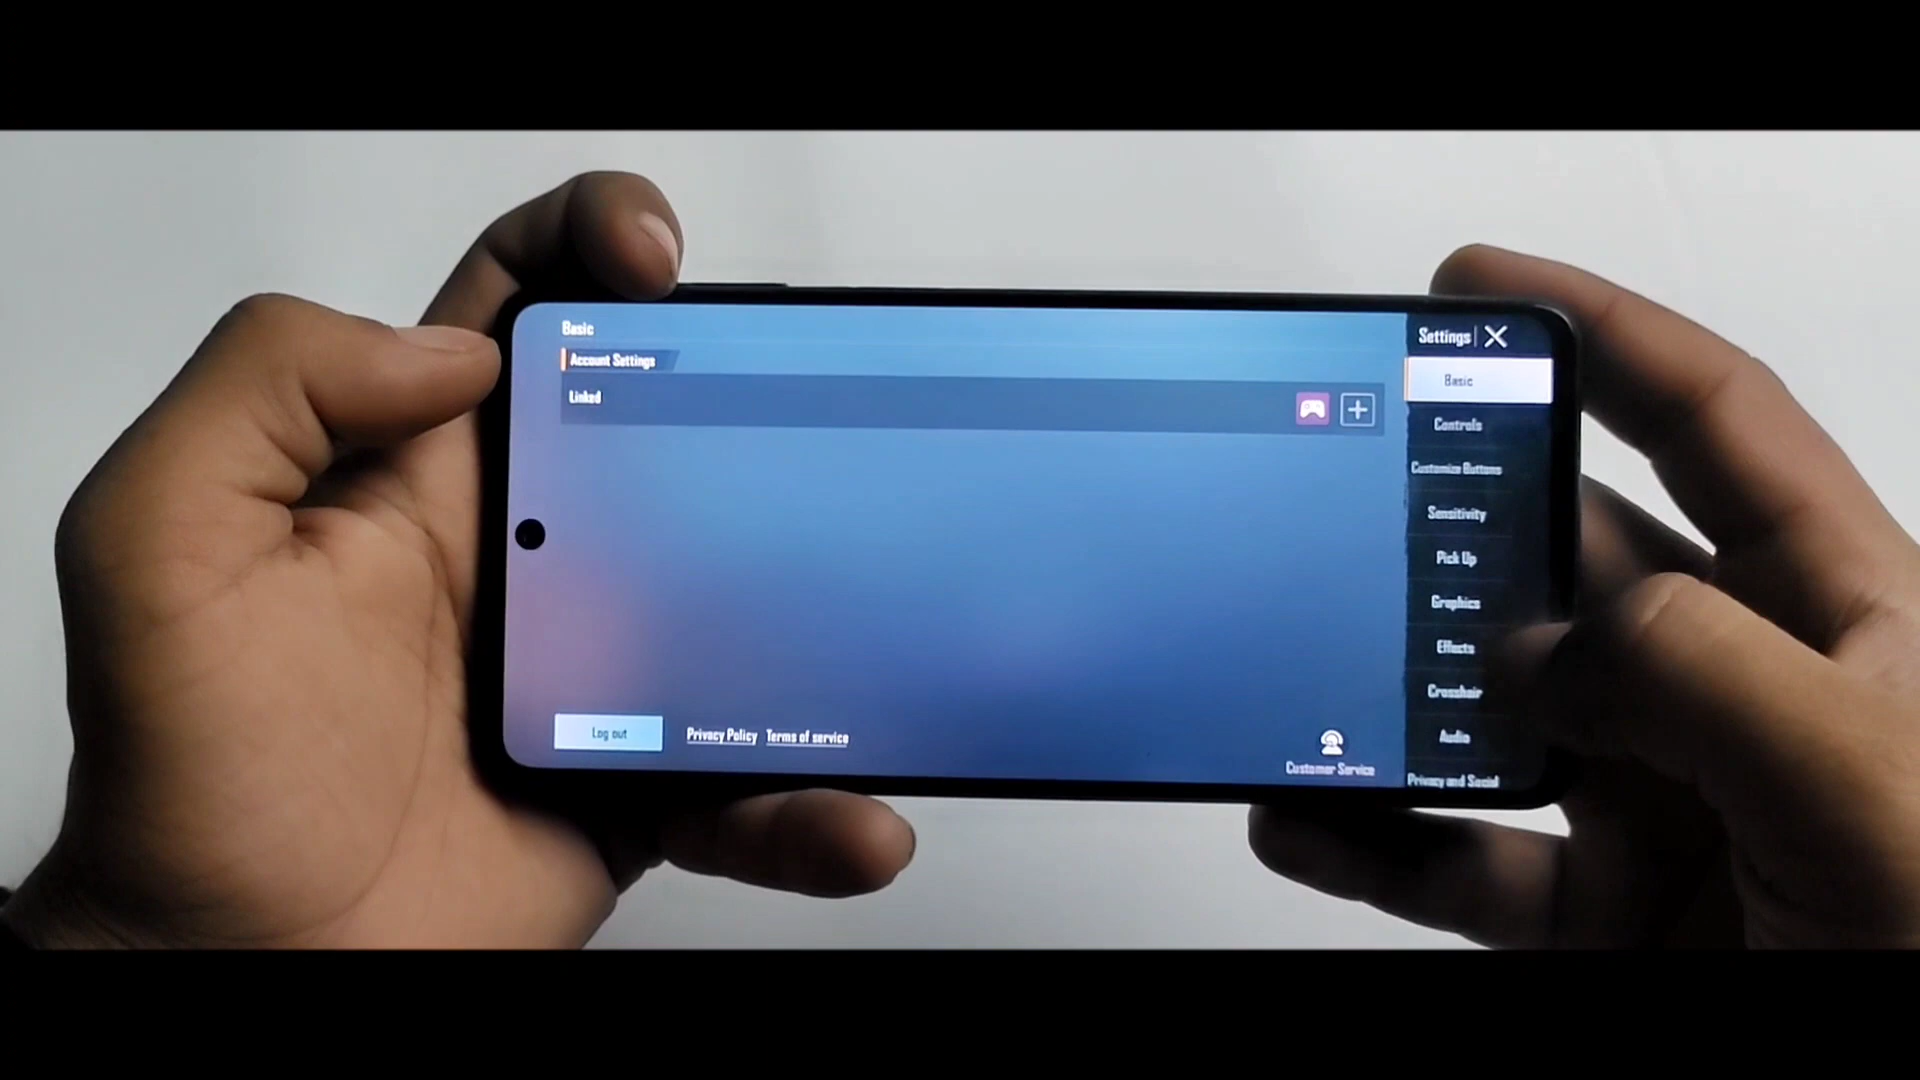 Basic
Account Settings
Linked
Log out
Privacy Policy
Terms of service
Customer Service
Settings
Basic
Controls
Customize Buttons
Sensitivity
Pick Up
Graphics
Effects
Crosshair
Audio
Privacy and Social